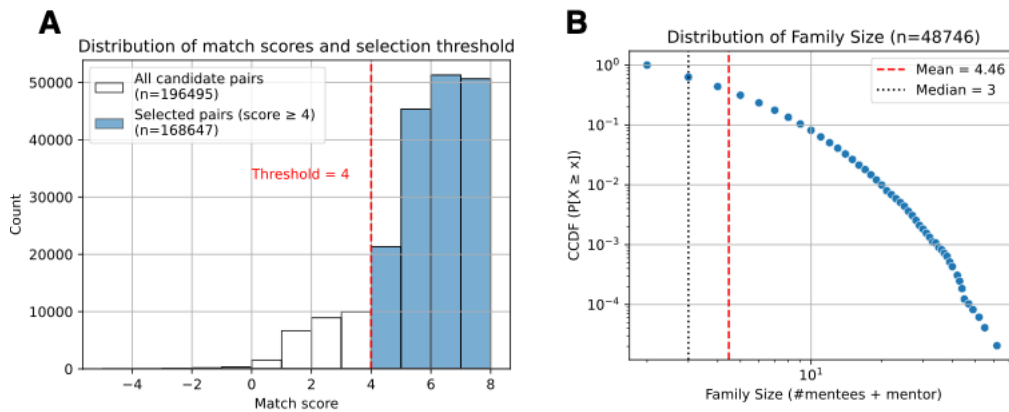 A
Distribution of match scores and selection threshold
All candidate pairs
(n=196495)
Selected pairs (score ≥ 4)
(n=168647)
Threshold = 4
Count
50000
40000
30000
20000
10000
0
−4
−2
0
2
4
6
8
Match score
B
Distribution of Family Size (n=48746)
Mean = 4.46
Median = 3
CCDF (P[X ≥ x])
10⁰
10⁻¹
10⁻²
10⁻³
10⁻⁴
10¹
Family Size (#mentees + mentor)